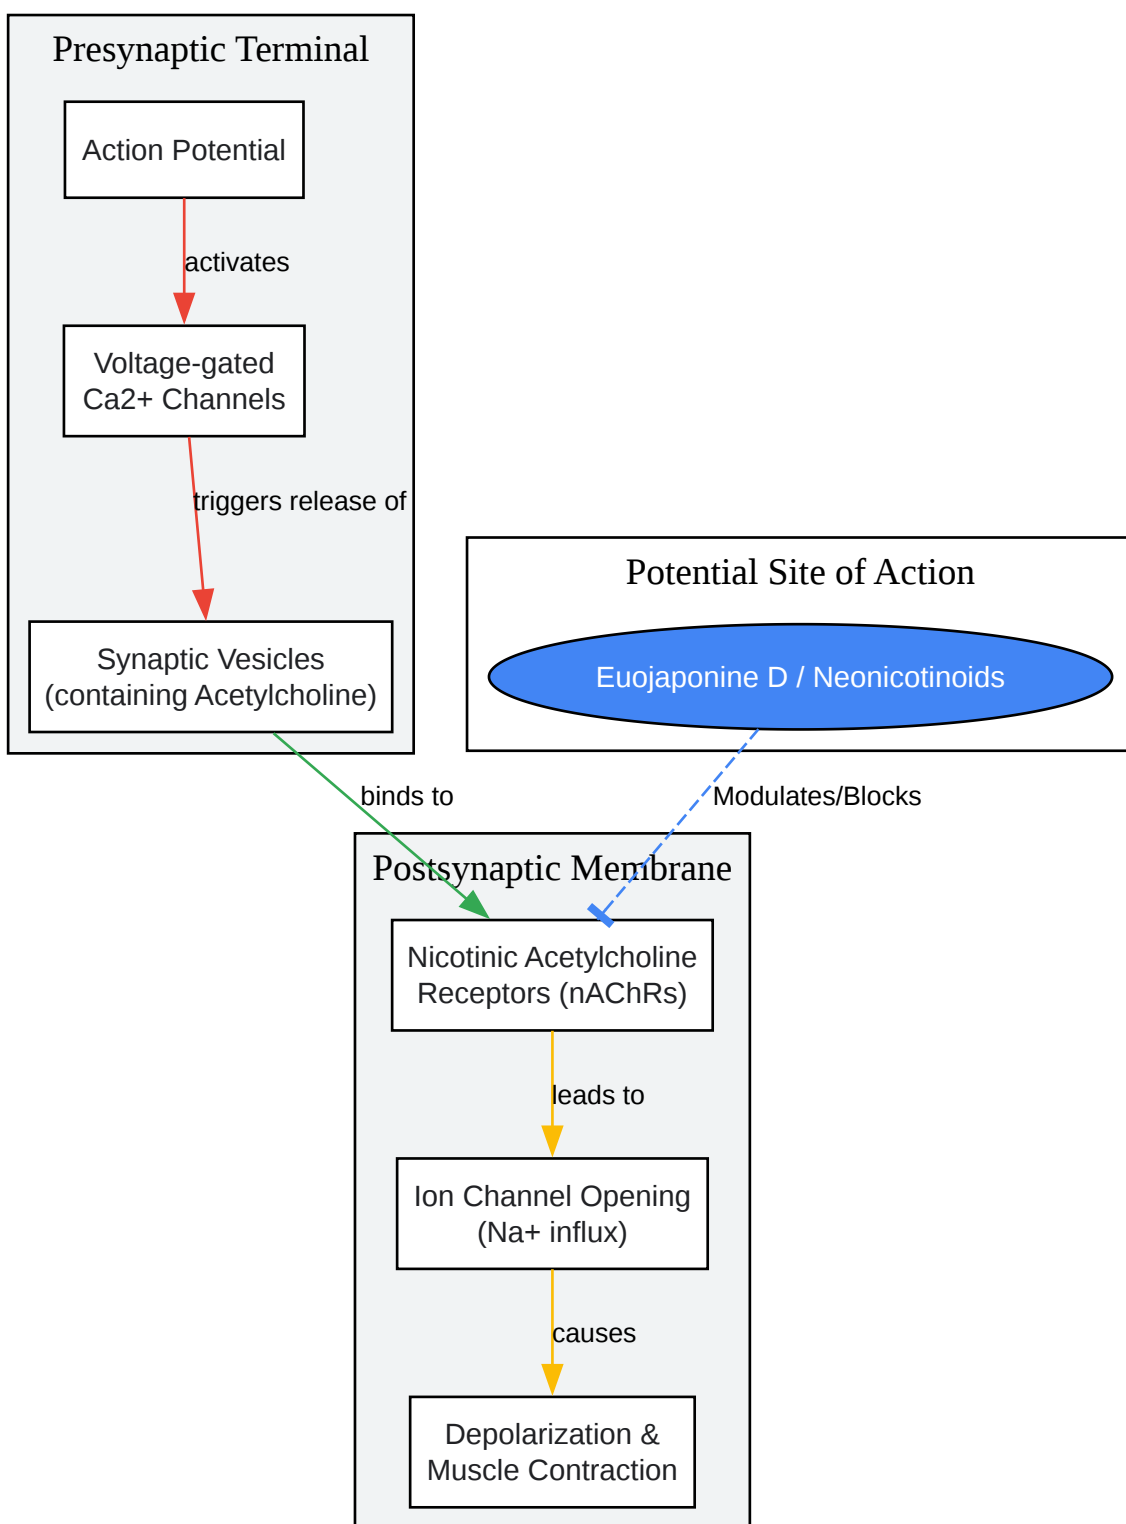 Presynaptic Terminal
Action Potential
activates
Voltage-gated
Ca2+ Channels
triggers release of
Synaptic Vesicles
(containing Acetylcholine)
Potential Site of Action
Euojaponine D / Neonicotinoids
binds to
Modulates/Blocks
Postsynaptic Membrane
Nicotinic Acetylcholine
Receptors (nAChRs)
leads to
Ion Channel Opening
(Na+ influx)
causes
Depolarization &
Muscle Contraction